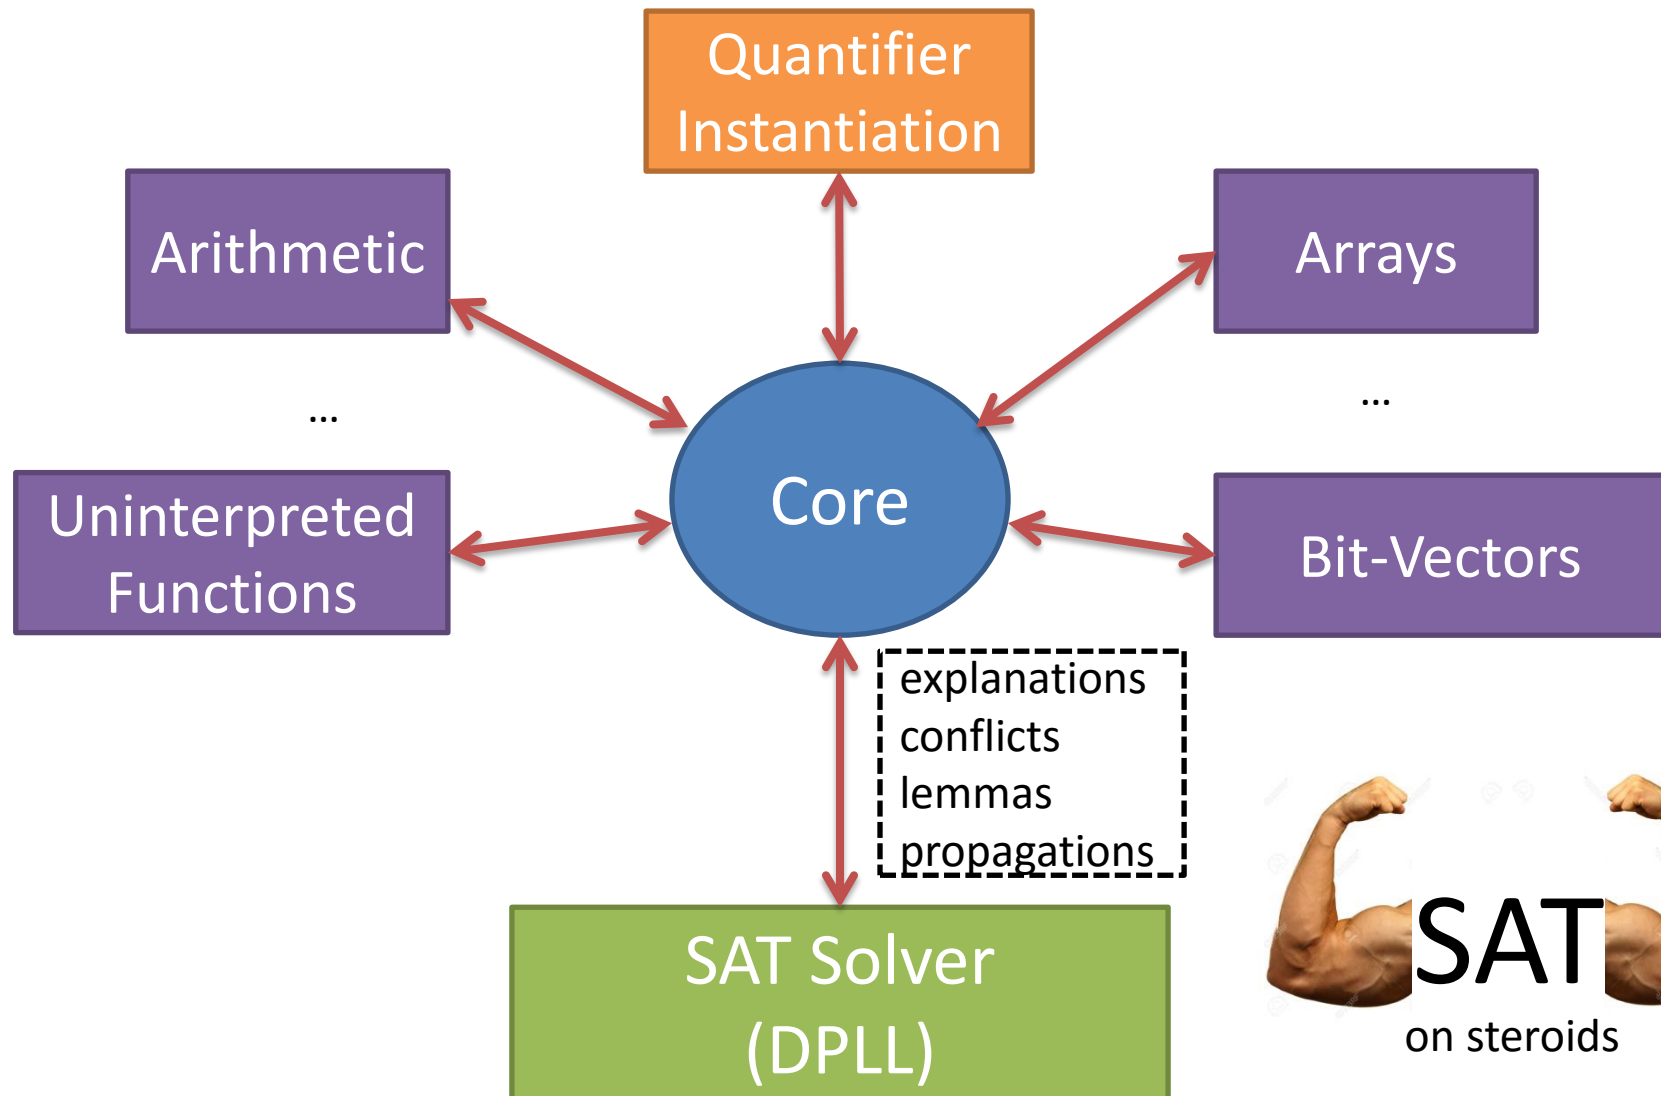 Quantifier
Instantiation
Arithmetic
Arrays
…
…
Uninterpreted
Functions
Core
Bit-Vectors
explanations
conflicts
lemmas
propagations
SAT Solver
(DPLL)
SAT
on steroids